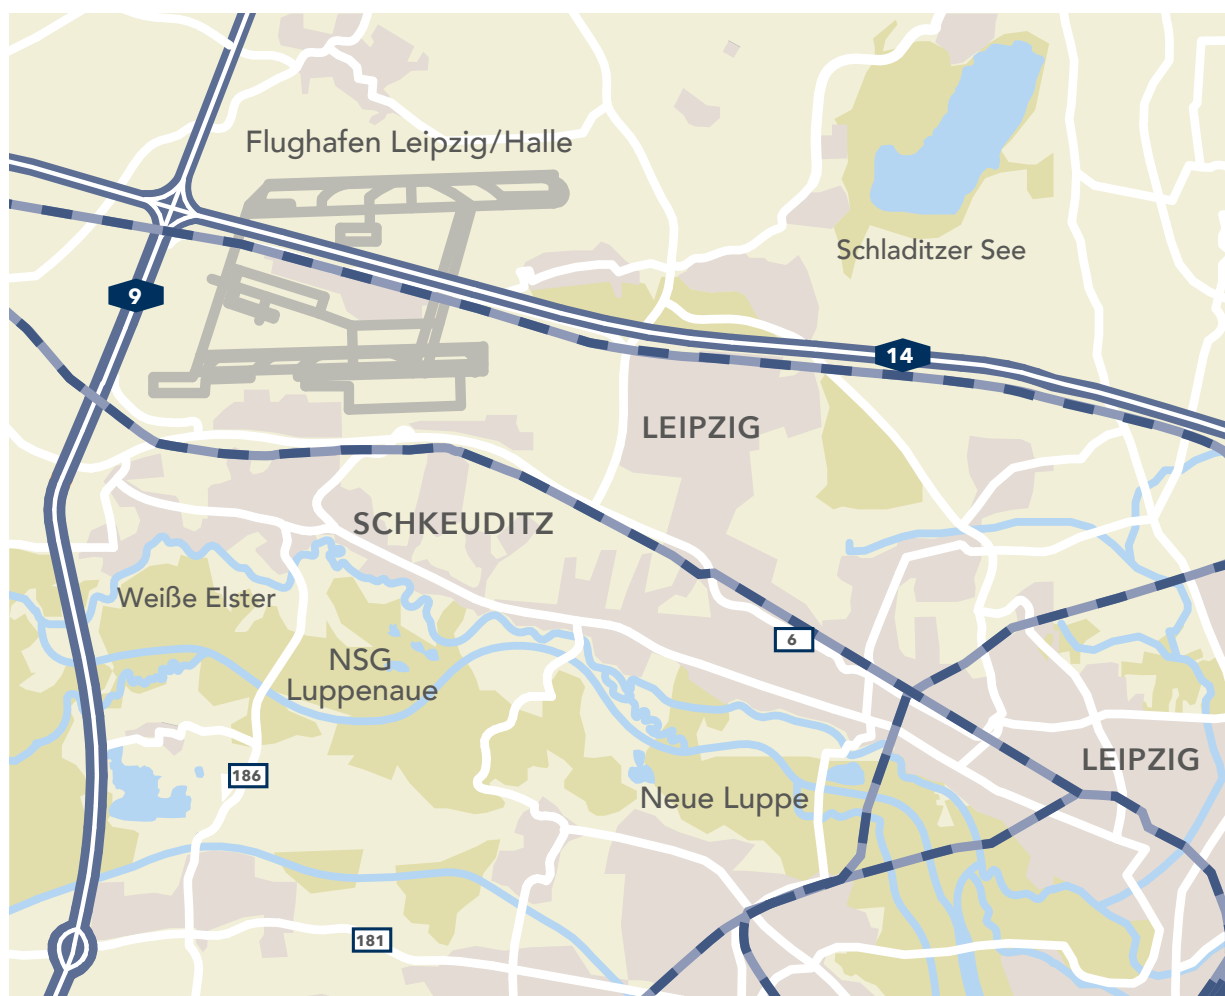 Flughafen Leipzig/Halle
Schladitzer See
9
14
LEIPZIG
SCHKEUDITZ
Weiße Elster
6
NSG
Luppenaue
LEIPZIG
186
Neue Luppe
181